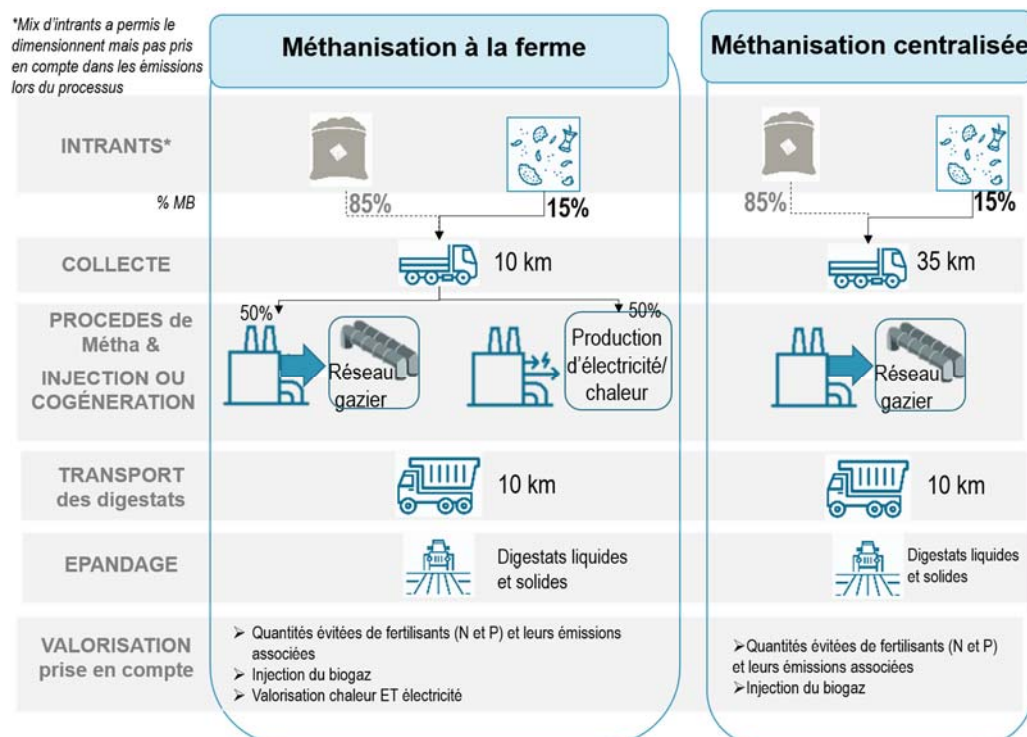 *Mix d'intrants a permis le
dimensionnent mais pas pris
en compte dans les émissions
lors du processus
Méthanisation à la ferme
Méthanisation centralisée
INTRANTS*
% MB
85%
15%
85%
15%
COLLECTE
10 km
35 km
PROCEDES de
Métha &
INJECTION OU
COGÉNERATION
50%
Réseau
gazier
50%
Production
d'électricité/
chaleur
Réseau
gazier
TRANSPORT
des digestats
10 km
10 km
EPANDAGE
Digestats liquides
et solides
Digestats liquides
et solides
VALORISATION
prise en compte
➢ Quantités évitées de fertilisants (N et P) et leurs émissions
associées
➢ Injection du biogaz
➢ Valorisation chaleur ET électricité
➢Quantités évitées de fertilisants (N et P)
et leurs émissions associées
➢Injection du biogaz